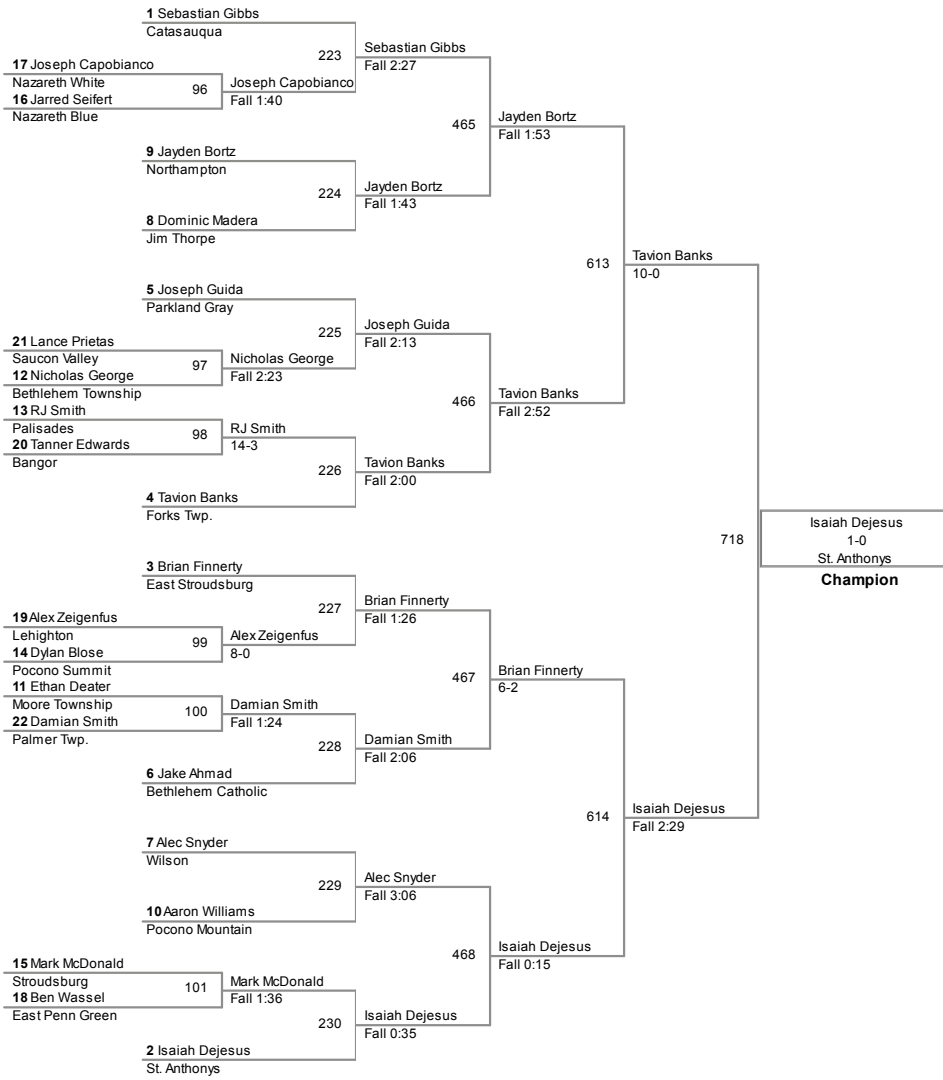 1 Sebastian Gibbs
Catasauqua
223
Sebastian Gibbs
Fall 2:27
17 Joseph Capobianco
Nazareth White
96
Joseph Capobianco
Fall 1:40
16 Jarred Seifert
Nazareth Blue
465
Jayden Bortz
Fall 1:53
9 Jayden Bortz
Northampton
224
Jayden Bortz
Fall 1:43
8 Dominic Madera
Jim Thorpe
613
Tavion Banks
10-0
5 Joseph Guida
Parkland Gray
225
Joseph Guida
Fall 2:13
21 Lance Prietas
Saucon Valley
97
Nicholas George
Fall 2:23
12 Nicholas George
Bethlehem Township
466
Tavion Banks
Fall 2:52
13 RJ Smith
Palisades
98
RJ Smith
14-3
20 Tanner Edwards
Bangor
226
Tavion Banks
Fall 2:00
4 Tavion Banks
Forks Twp.
718
Isaiah Dejesus
1-0
St. Anthonys
Champion
3 Brian Finnerty
East Stroudsburg
227
Brian Finnerty
Fall 1:26
19 Alex Zeigenfus
Lehighton
99
Alex Zeigenfus
8-0
14 Dylan Blose
Pocono Summit
467
Brian Finnerty
6-2
11 Ethan Deater
Moore Township
100
Damian Smith
Fall 1:24
22 Damian Smith
Palmer Twp.
228
Damian Smith
Fall 2:06
6 Jake Ahmad
Bethlehem Catholic
614
Isaiah Dejesus
Fall 2:29
7 Alec Snyder
Wilson
229
Alec Snyder
Fall 3:06
10 Aaron Williams
Pocono Mountain
468
Isaiah Dejesus
Fall 0:15
15 Mark McDonald
Stroudsburg
101
Mark McDonald
Fall 1:36
18 Ben Wassel
East Penn Green
230
Isaiah Dejesus
Fall 0:35
2 Isaiah Dejesus
St. Anthonys